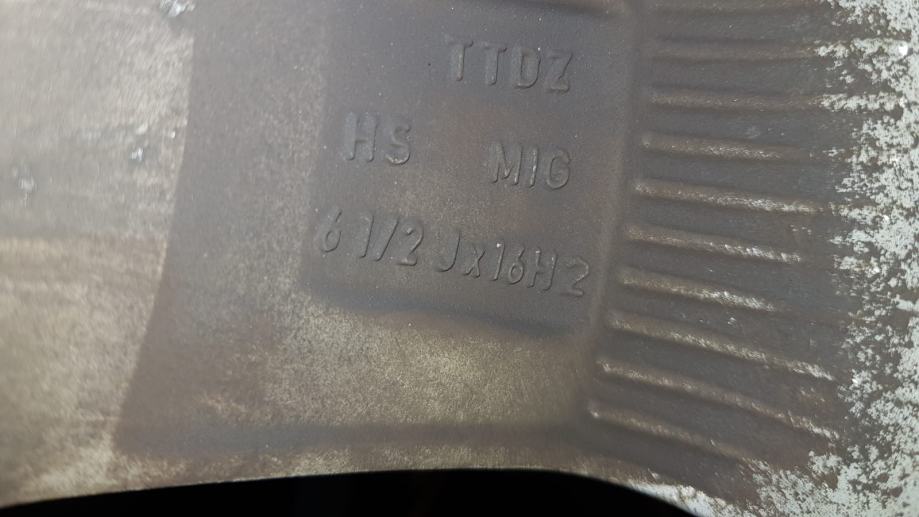 TTDZ
HS MIG
6 1/2 Jx16H2